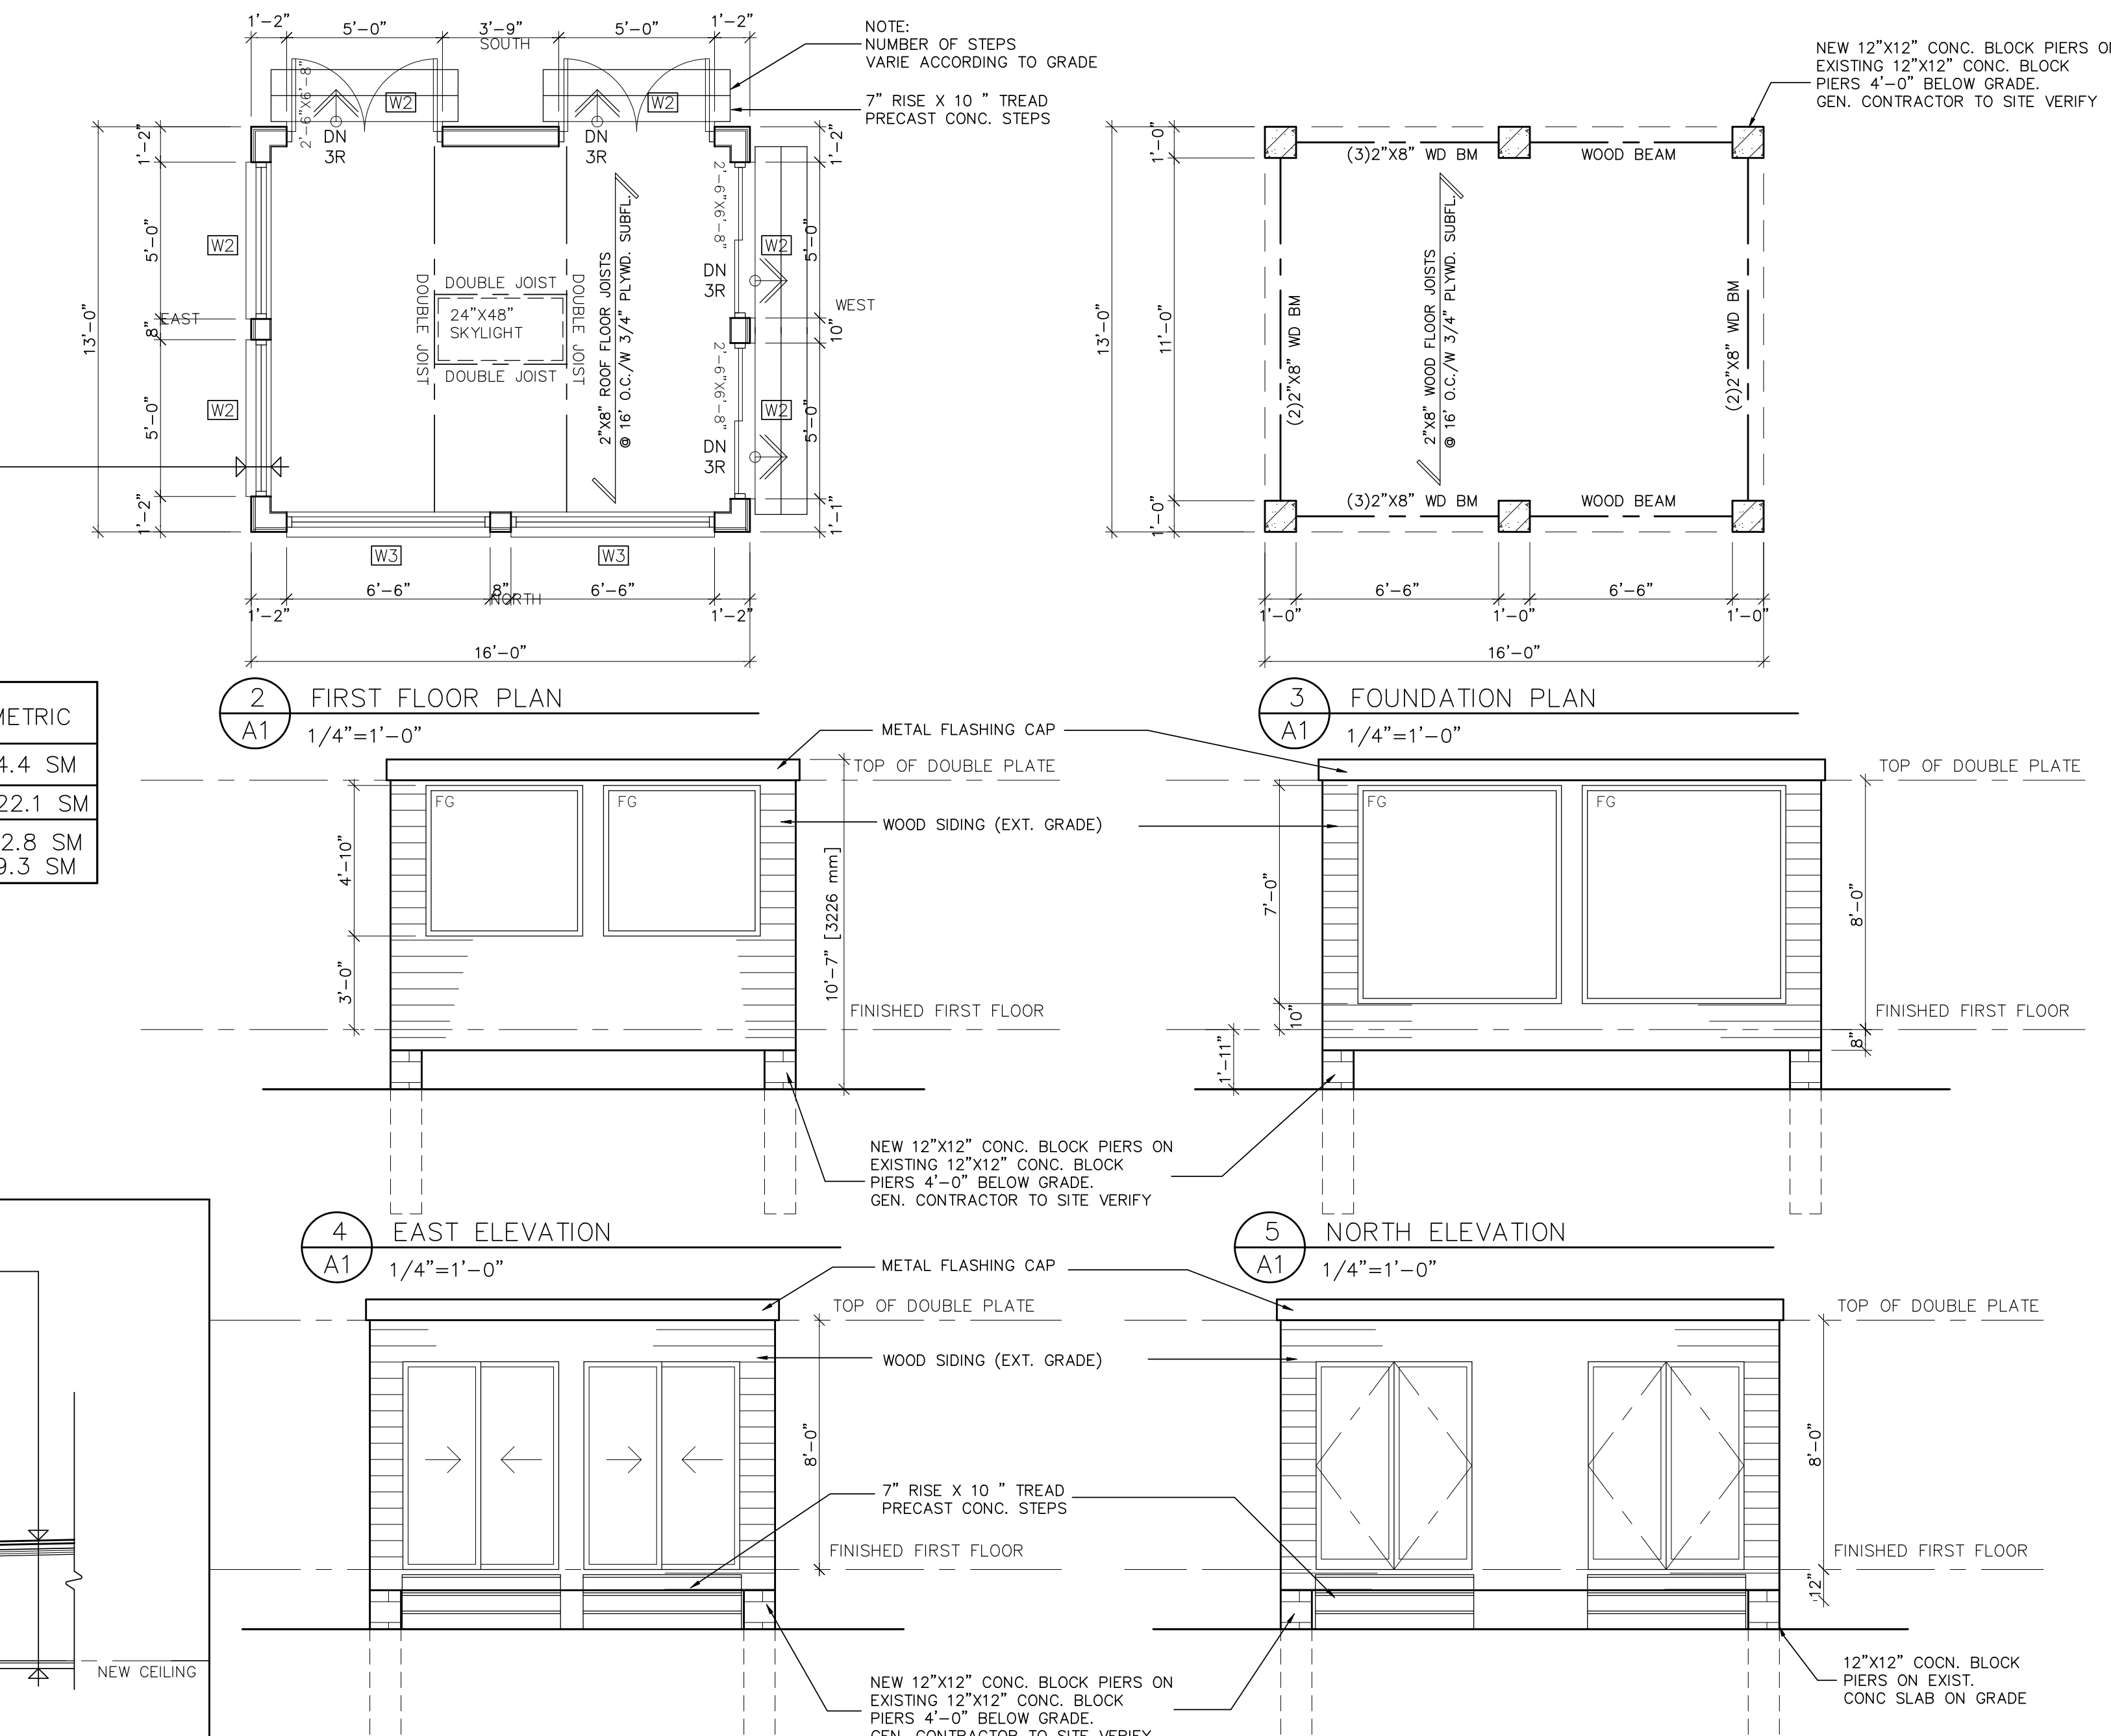 1'-2"
5'-0"
3'-9"
5'-0"
1'-2"
SOUTH
NOTE:
NUMBER OF STEPS
VARIE ACCORDING TO GRADE
7" RISE X 10 " TREAD
PRECAST CONC. STEPS
2'-6"X6'-8"
W2
W2
DN
3R
DN
3R
13'-0"
1'-2"
5'-0"
8"
5'-0"
1'-2"
EAST
W2
W2
DOUBLE JOIST
DOUBLE JOIST
24"X48"
SKYLIGHT
DOUBLE JOIST
DOUBLE JOIST
2"X8" ROOF FLOOR JOISTS
@ 16' O.C./W 3/4" PLYWD. SUBFL.
2'-6"X6'-8"
2'-6"X6'-8"
DN
3R
DN
3R
W2
W2
1'-2"
5'-0"
10"
5'-0"
1'-1"
WEST
W3
W3
6'-6"
8"
6'-6"
NORTH
1'-2"
1'-2"
16'-0"
2
A1
FIRST FLOOR PLAN
1/4"=1'-0"
NEW 12"X12" CONC. BLOCK PIERS
EXISTING 12"X12" CONC. BLOCK
PIERS 4'-0" BELOW GRADE.
GEN. CONTRACTOR TO SITE VERIFY
13'-0"
1'-0"
11'-0"
1'-0"
(3)2"X8" WD BM
WOOD BEAM
(2)2"X8" WD BM
2"X8" WOOD FLOOR JOISTS
@ 16' O.C./W 3/4" PLYWD. SUBFL.
(2)2"X8" WD BM
(3)2"X8" WD BM
WOOD BEAM
6'-6"
6'-6"
1'-0"
1'-0"
1'-0"
16'-0"
3
A1
FOUNDATION PLAN
1/4"=1'-0"
METRIC
4.4 SM
22.1 SM
2.8 SM
9.3 SM
METAL FLASHING CAP
TOP OF DOUBLE PLATE
FG
FG
WOOD SIDING (EXT. GRADE)
4'-10"
3'-0"
10'-7" [3226 mm]
FINISHED FIRST FLOOR
NEW 12"X12" CONC. BLOCK PIERS ON
EXISTING 12"X12" CONC. BLOCK
PIERS 4'-0" BELOW GRADE.
GEN. CONTRACTOR TO SITE VERIFY
4
A1
EAST ELEVATION
1/4"=1'-0"
TOP OF DOUBLE PLATE
FG
FG
7'-0"
10"
1'-11"
8'-0"
8"
FINISHED FIRST FLOOR
5
A1
NORTH ELEVATION
1/4"=1'-0"
METAL FLASHING CAP
TOP OF DOUBLE PLATE
WOOD SIDING (EXT. GRADE)
8'-0"
7" RISE X 10 " TREAD
PRECAST CONC. STEPS
FINISHED FIRST FLOOR
NEW 12"X12" CONC. BLOCK PIERS ON
EXISTING 12"X12" CONC. BLOCK
PIERS 4'-0" BELOW GRADE.
GEN. CONTRACTOR TO SITE VERIFY
TOP OF DOUBLE PLATE
8'-0"
FINISHED FIRST FLOOR
12"
12"X12" COCN. BLOCK
PIERS ON EXIST.
CONC SLAB ON GRADE
NEW CEILING